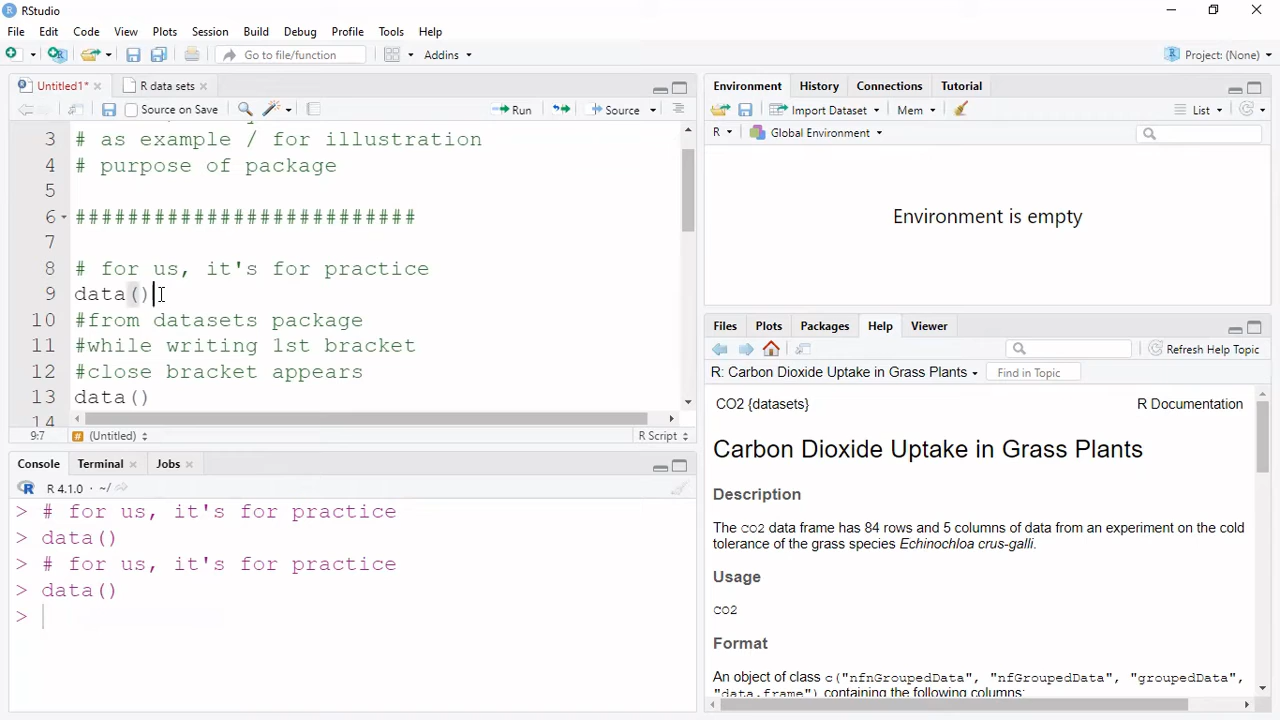 RStudio
File Edit Code View Plots Session Build Debug Profile Tools Help
Go to file/function Addins Project: (None)
Untitled1* R data sets
Source on Save Run Source
3 # as example / for illustration
4 # purpose of package
5
6 ##########################
7
8 # for us, it's for practice
9 data()
10 #from datasets package
11 #while writing 1st bracket
12 #close bracket appears
13 data()
14
9:7 # (Untitled) R Script
Console Terminal Jobs
R 4.1.0 · ~/
> # for us, it's for practice
> data()
> # for us, it's for practice
> data()
>
Environment History Connections Tutorial
Import Dataset Mem List
R Global Environment
Environment is empty
Files Plots Packages Help Viewer
Refresh Help Topic
R: Carbon Dioxide Uptake in Grass Plants Find in Topic
CO2 {datasets} R Documentation
Carbon Dioxide Uptake in Grass Plants
Description
The CO2 data frame has 84 rows and 5 columns of data from an experiment on the cold
tolerance of the grass species Echinochloa crus-galli.
Usage
CO2
Format
An object of class c("nfnGroupedData", "nfGroupedData", "groupedData",
"data.frame") containing the following columns: